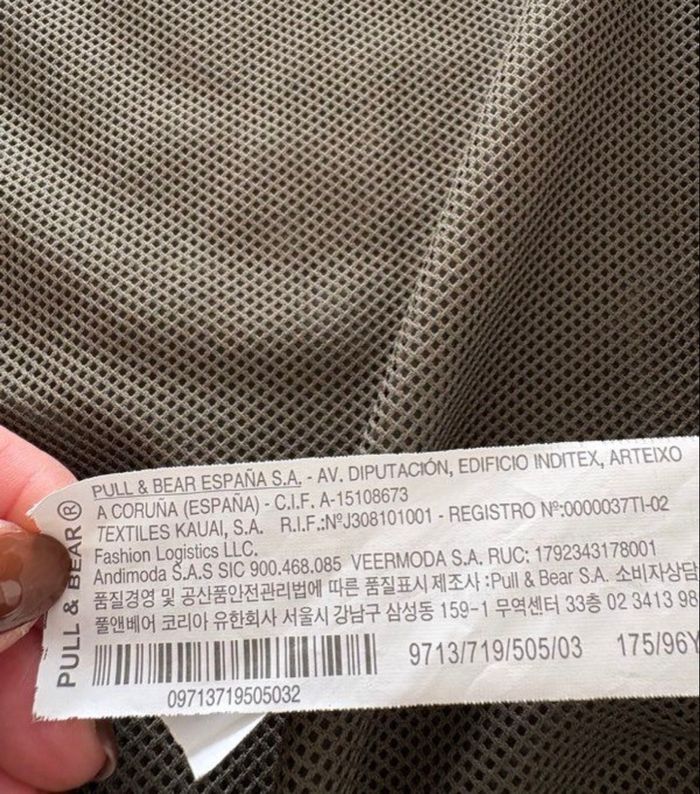 PULL & BEAR®
PULL & BEAR ESPAÑA S.A. - AV. DIPUTACIÓN, EDIFICIO INDITEX, ARTEIXO
A CORUÑA (ESPAÑA) - C.I.F. A-15108673
TEXTILES KAUAI, S.A. R.I.F.:NºJ308101001 - REGISTRO Nº:0000037TI-02
Fashion Logistics LLC.
Andimoda S.A.S SIC 900.468.085 VEERMODA S.A. RUC: 1792343178001
품질경영 및 공산품안전관리법에 따른 품질표시 제조사 :Pull & Bear S.A. 소비자상담
풀앤베어 코리아 유한회사 서울시 강남구 삼성동 159-1 무역센터 33층 02 3413 98
9713/719/505/03 175/96Y
09713719505032